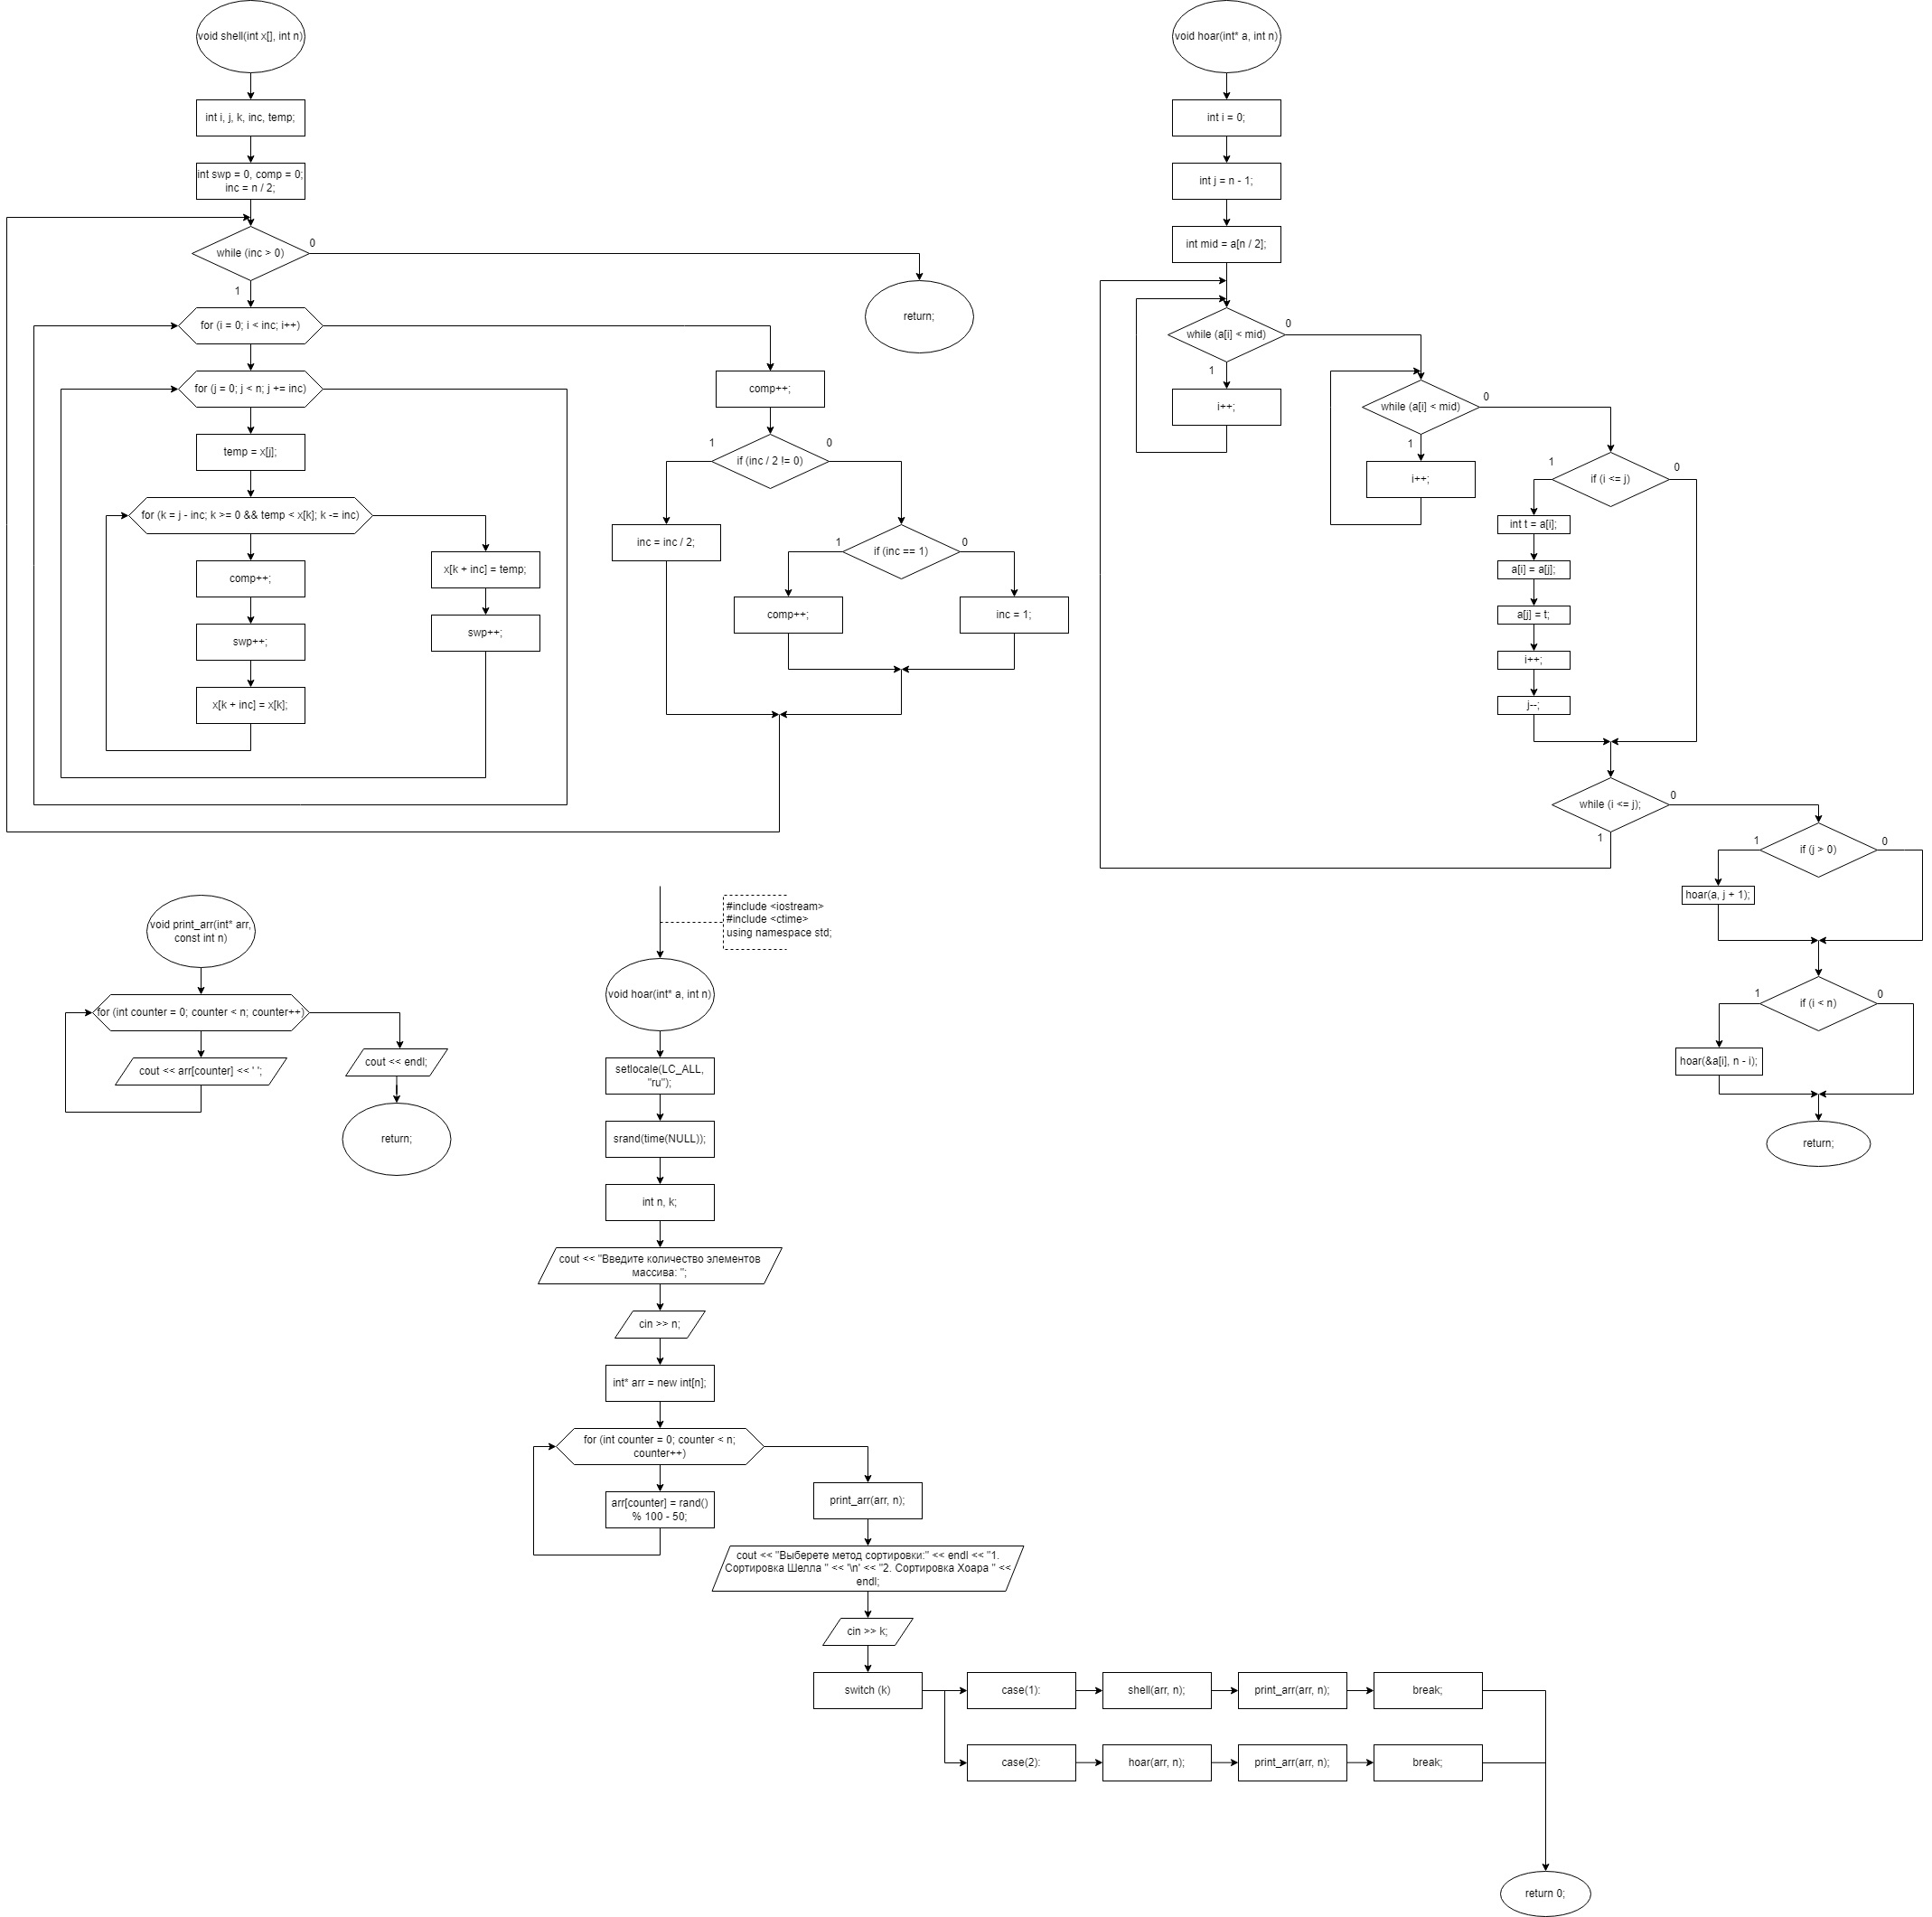 void shell(int x[], int n)
int i, j, k, inc, temp;
int swp = 0, comp = 0;
inc = n / 2;
while (inc > 0)
0
1
return;
for (i = 0; i < inc; i++)
for (j = 0; j < n; j += inc)
temp = x[j];
for (k = j - inc; k >= 0 && temp < x[k]; k -= inc)
comp++;
swp++;
x[k + inc] = x[k];
x[k + inc] = temp;
swp++;
comp++;
1
0
if (inc / 2 != 0)
inc = inc / 2;
1
0
if (inc == 1)
comp++;
inc = 1;
void hoar(int* a, int n)
int i = 0;
int j = n - 1;
int mid = a[n / 2];
while (a[i] < mid)
0
1
i++;
while (a[i] < mid)
0
1
i++;
1
0
if (i <= j)
int t = a[i];
a[i] = a[j];
a[j] = t;
i++;
j--;
while (i <= j);
0
1
1
0
if (j > 0)
hoar(a, j + 1);
1
0
if (i < n)
hoar(&a[i], n - i);
return;
void print_arr(int* arr,
const int n)
for (int counter = 0; counter < n; counter++)
cout << arr[counter] << ' ';
cout << endl;
return;
#include <iostream>
#include <ctime>
using namespace std;
void hoar(int* a, int n)
setlocale(LC_ALL,
"ru");
srand(time(NULL));
int n, k;
cout << "Введите количество элементов
массива: ";
cin >> n;
int* arr = new int[n];
for (int counter = 0; counter < n;
counter++)
arr[counter] = rand()
% 100 - 50;
print_arr(arr, n);
cout << "Выберете метод сортировки:" << endl << "1.
Сортировка Шелла " << '\n' << "2. Сортировка Хоара " <<
endl;
cin >> k;
switch (k)
case(1):
shell(arr, n);
print_arr(arr, n);
break;
case(2):
hoar(arr, n);
print_arr(arr, n);
break;
return 0;